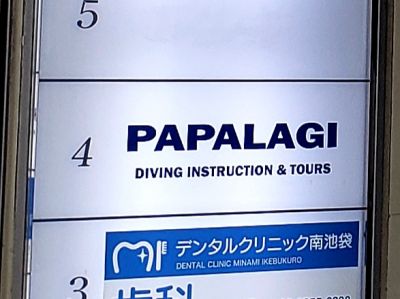 5
4
PAPALAGI
DIVING INSTRUCTION & TOURS
3
デンタルクリニック南池袋
DENTAL CLINIC MINAMI IKEBUKURO
歯科